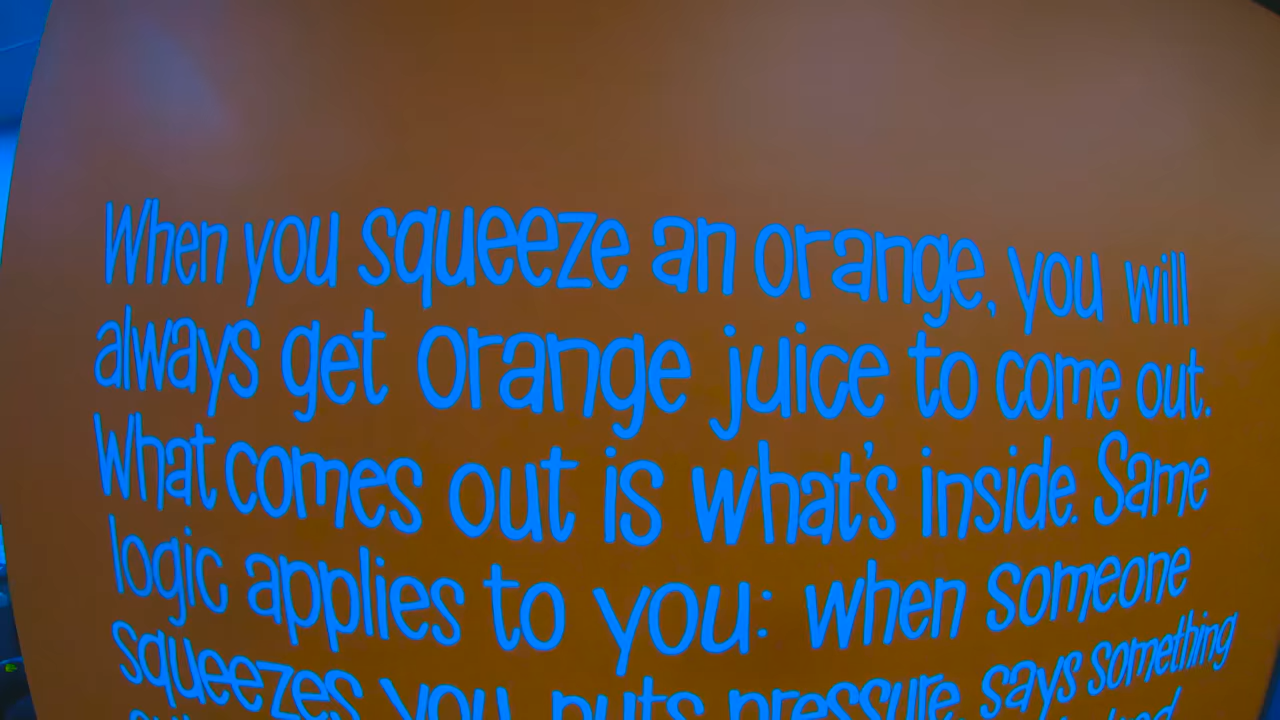 When you squeeze an orange, you will
always get orange juice to come out.
What comes out is what's inside. Same
logic applies to you: when someone
squeezes you, puts pressure, says something